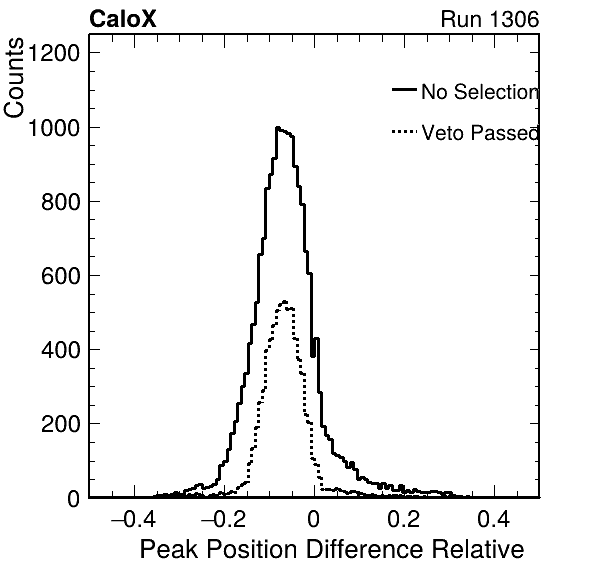 CaloX Run 1306
Counts
1200
1000
800
600
400
200
0
No Selection
Veto Passed
−0.4 −0.2 0 0.2 0.4
Peak Position Difference Relative